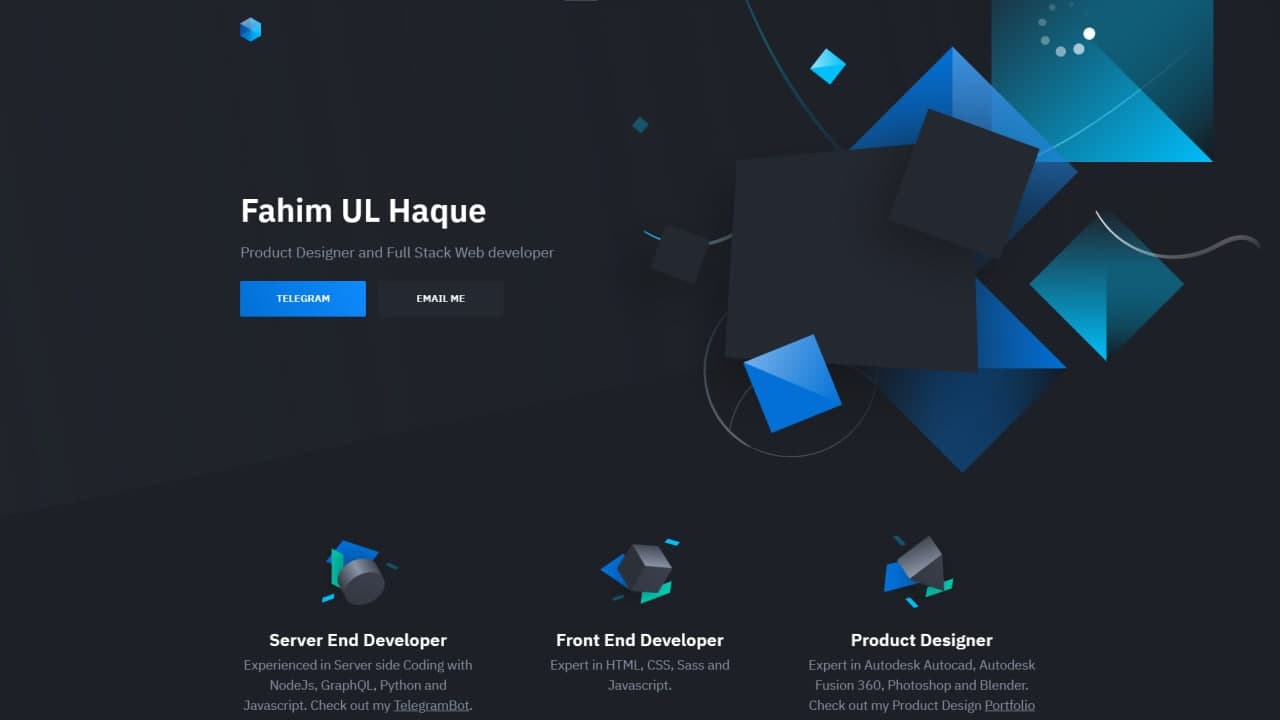 Fahim UL Haque
Product Designer and Full Stack Web developer
TELEGRAM
EMAIL ME
Server End Developer
Experienced in Server side Coding with
NodeJs, GraphQL, Python and
Javascript. Check out my TelegramBot.
Front End Developer
Expert in HTML, CSS, Sass and
Javascript.
Product Designer
Expert in Autodesk Autocad, Autodesk
Fusion 360, Photoshop and Blender.
Check out my Product Design Portfolio